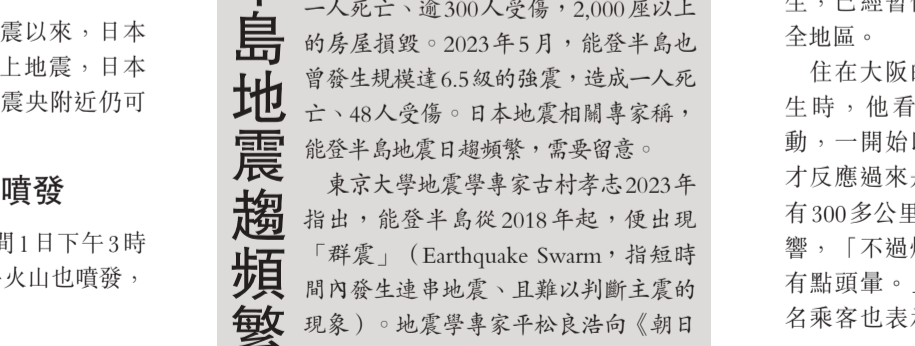 震以來，日本
上地震，日本
震央附近仍可
噴發
間1日下午3時
火山也噴發，
島地震趨頻繁
一人死亡、逾300人受傷，2,000座以上
的房屋損毀。2023年5月，能登半島也
曾發生規模達6.5級的強震，造成一人死
亡、48人受傷。日本地震相關專家稱，
能登半島地震日趨頻繁，需要留意。
東京大學地震學專家古村孝志2023年
指出，能登半島從2018年起，便出現
「群震」（Earthquake Swarm，指短時
間內發生連串地震、且難以判斷主震的
現象）。地震學專家平松良浩向《朝日
生，已經
全地區。
住在大阪
生時，他看
動，一開始
才反應過來
有300多公里
響，「不過
有點頭暈。
名乘客也表